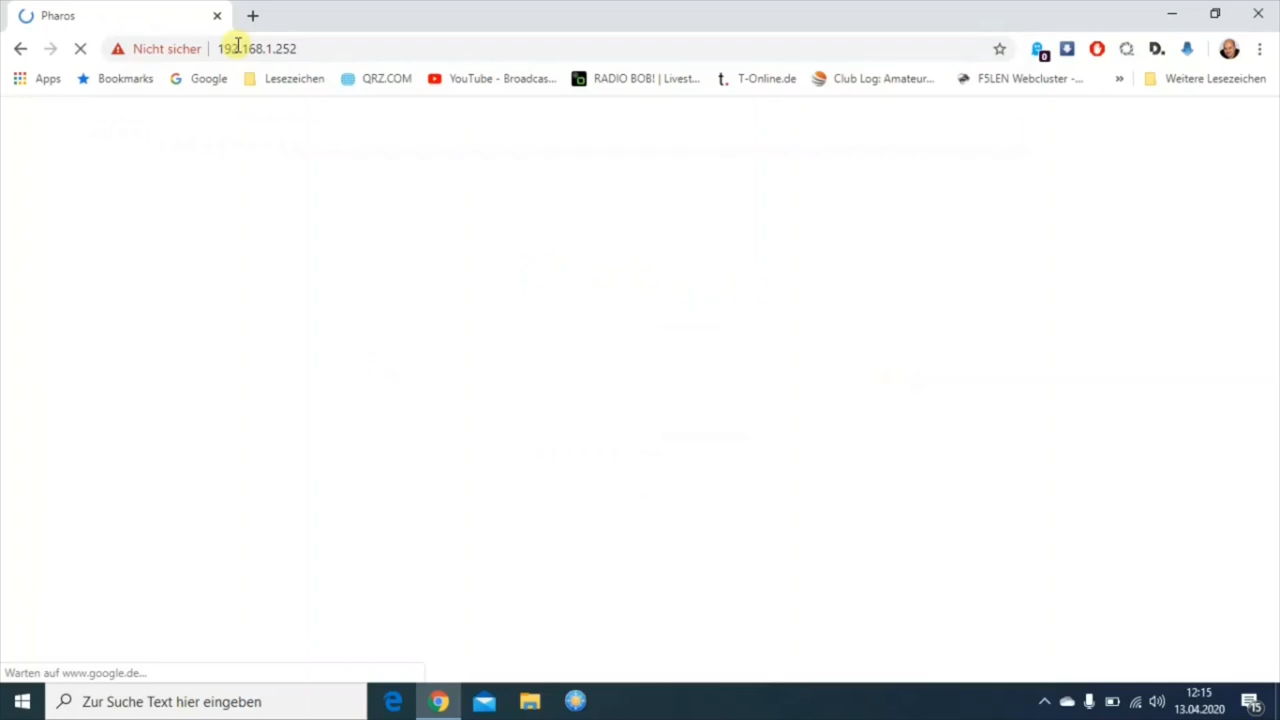 Pharos
Nicht sicher 192.168.1.252
0
Apps Bookmarks Google Lesezeichen QRZ.COM YouTube - Broadcas... RADIO BOB! | Livest... t. T-Online.de Club Log: Amateur... F5LEN Webcluster -... » Weitere Lesezeichen
Warten auf www.google.de...
Zur Suche Text hier eingeben
12:15
13.04.2020
15